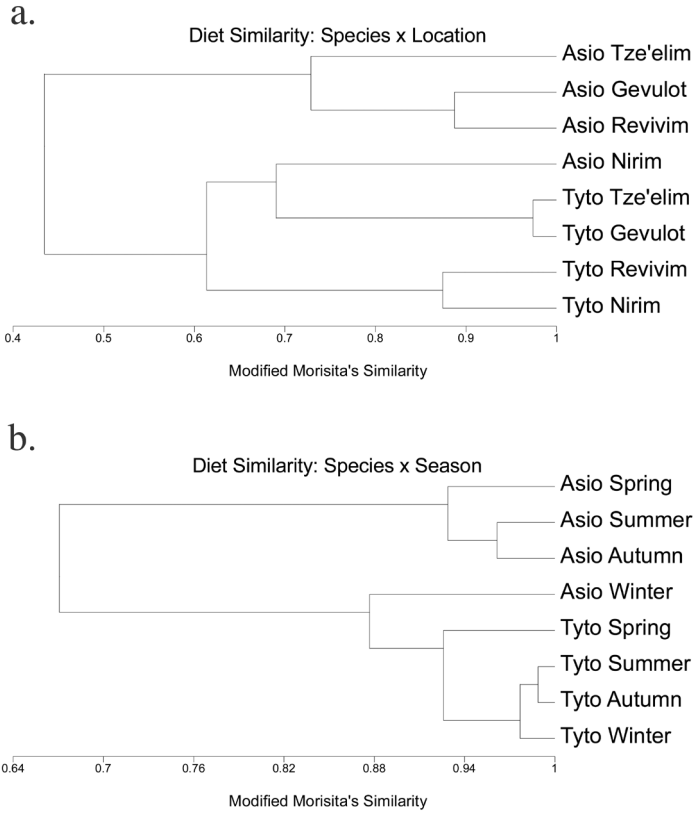 a.
Diet Similarity: Species x Location
Asio Tze'elim
Asio Gevulot
Asio Revivim
Asio Nirim
Tyto Tze'elim
Tyto Gevulot
Tyto Revivim
Tyto Nirim
0.4 0.5 0.6 0.7 0.8 0.9 1
Modified Morisita's Similarity
b.
Diet Similarity: Species x Season
Asio Spring
Asio Summer
Asio Autumn
Asio Winter
Tyto Spring
Tyto Summer
Tyto Autumn
Tyto Winter
0.64 0.7 0.76 0.82 0.88 0.94 1
Modified Morisita's Similarity